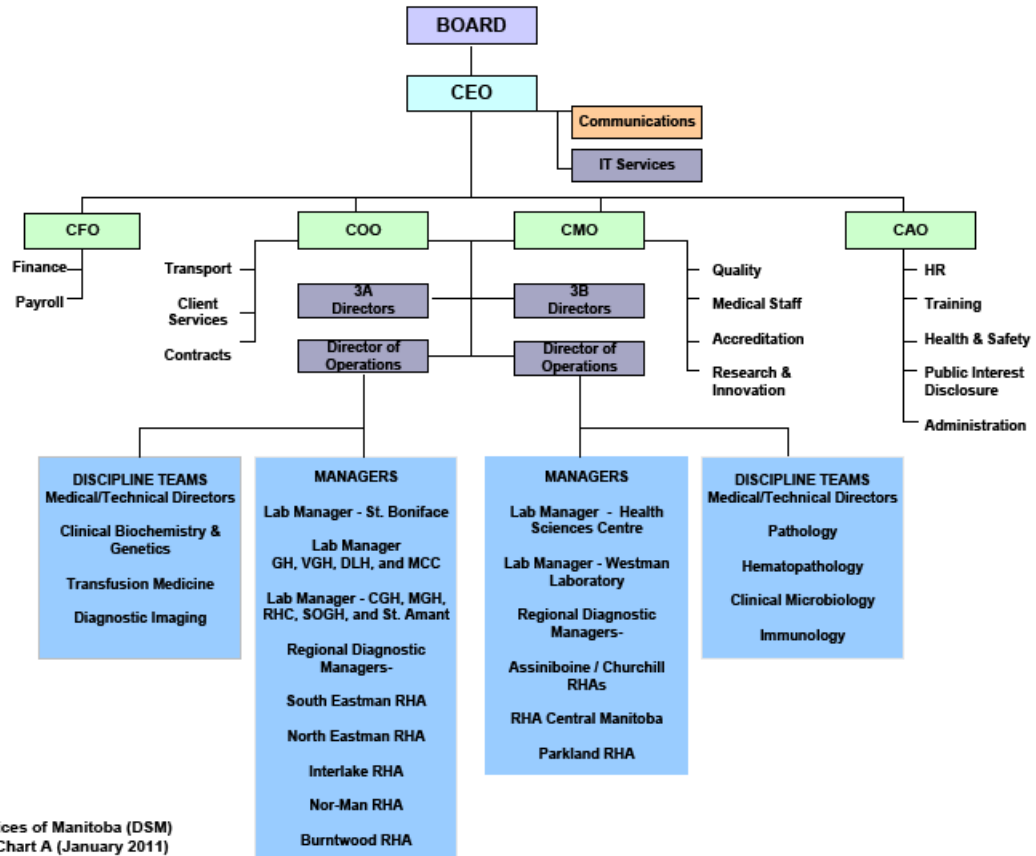 BOARD
CEO
Communications
IT Services
CFO
COO
CMO
CAO
Finance
Payroll
Transport
Client
Services
Contracts
3A
Directors
Director of
Operations
3B
Directors
Director of
Operations
Quality
Medical Staff
Accreditation
Research &
Innovation
HR
Training
Health & Safety
Public Interest
Disclosure
Administration
DISCIPLINE TEAMS
Medical/Technical Directors
Clinical Biochemistry &
Genetics
Transfusion Medicine
Diagnostic Imaging
MANAGERS
Lab Manager - St. Boniface
Lab Manager
GH, VGH, DLH, and MCC
Lab Manager - CGH, MGH,
RHC, SOGH, and St. Amant
Regional Diagnostic
Managers-
South Eastman RHA
North Eastman RHA
Interlake RHA
Nor-Man RHA
Burntwood RHA
MANAGERS
Lab Manager - Health
Sciences Centre
Lab Manager - Westman
Laboratory
Regional Diagnostic
Managers-
Assiniboine / Churchill
RHAs
RHA Central Manitoba
Parkland RHA
DISCIPLINE TEAMS
Medical/Technical Directors
Pathology
Hematopathology
Clinical Microbiology
Immunology
ices of Manitoba (DSM)
Chart A (January 2011)